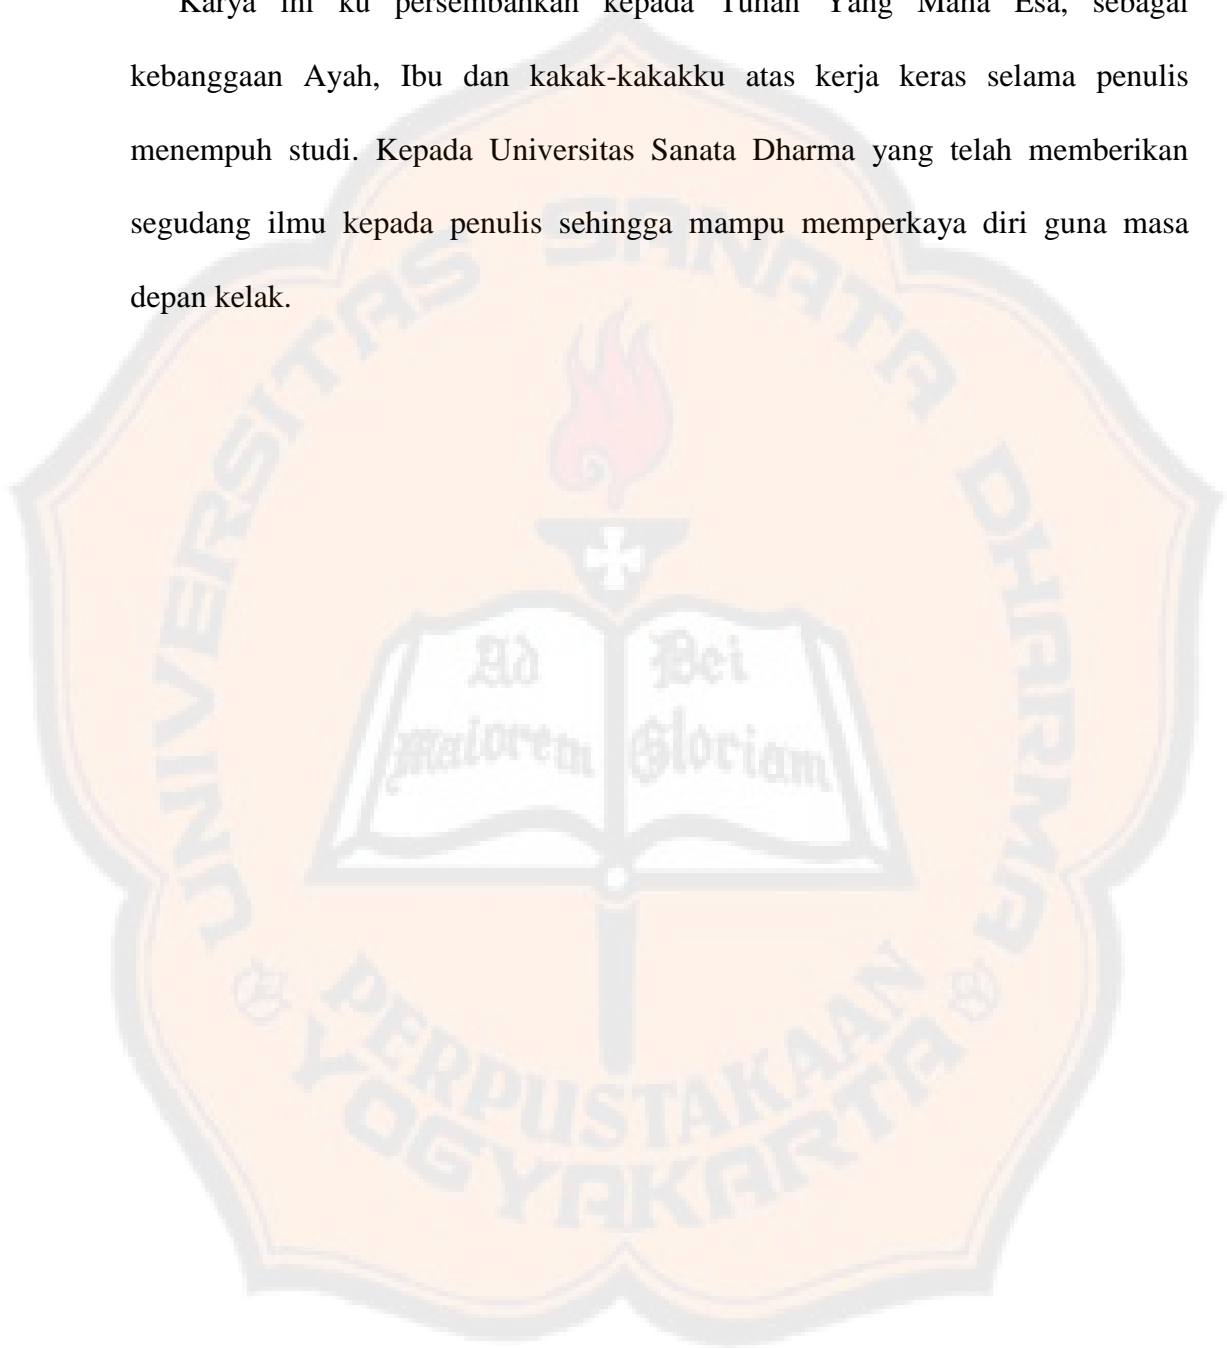 Karya ini ku persembahkan kepada Tuhan Yang Maha Esa, sebagai
kebanggaan Ayah, Ibu dan kakak-kakakku atas kerja keras selama penulis
menempuh studi. Kepada Universitas Sanata Dharma yang telah memberikan
segudang ilmu kepada penulis sehingga mampu memperkaya diri guna masa
depan kelak.
UNIVERSITAS SANATA DHARMA
Ad Dei
maiorem Gloriam
PERPUSTAKAAN
YOGYAKARTA